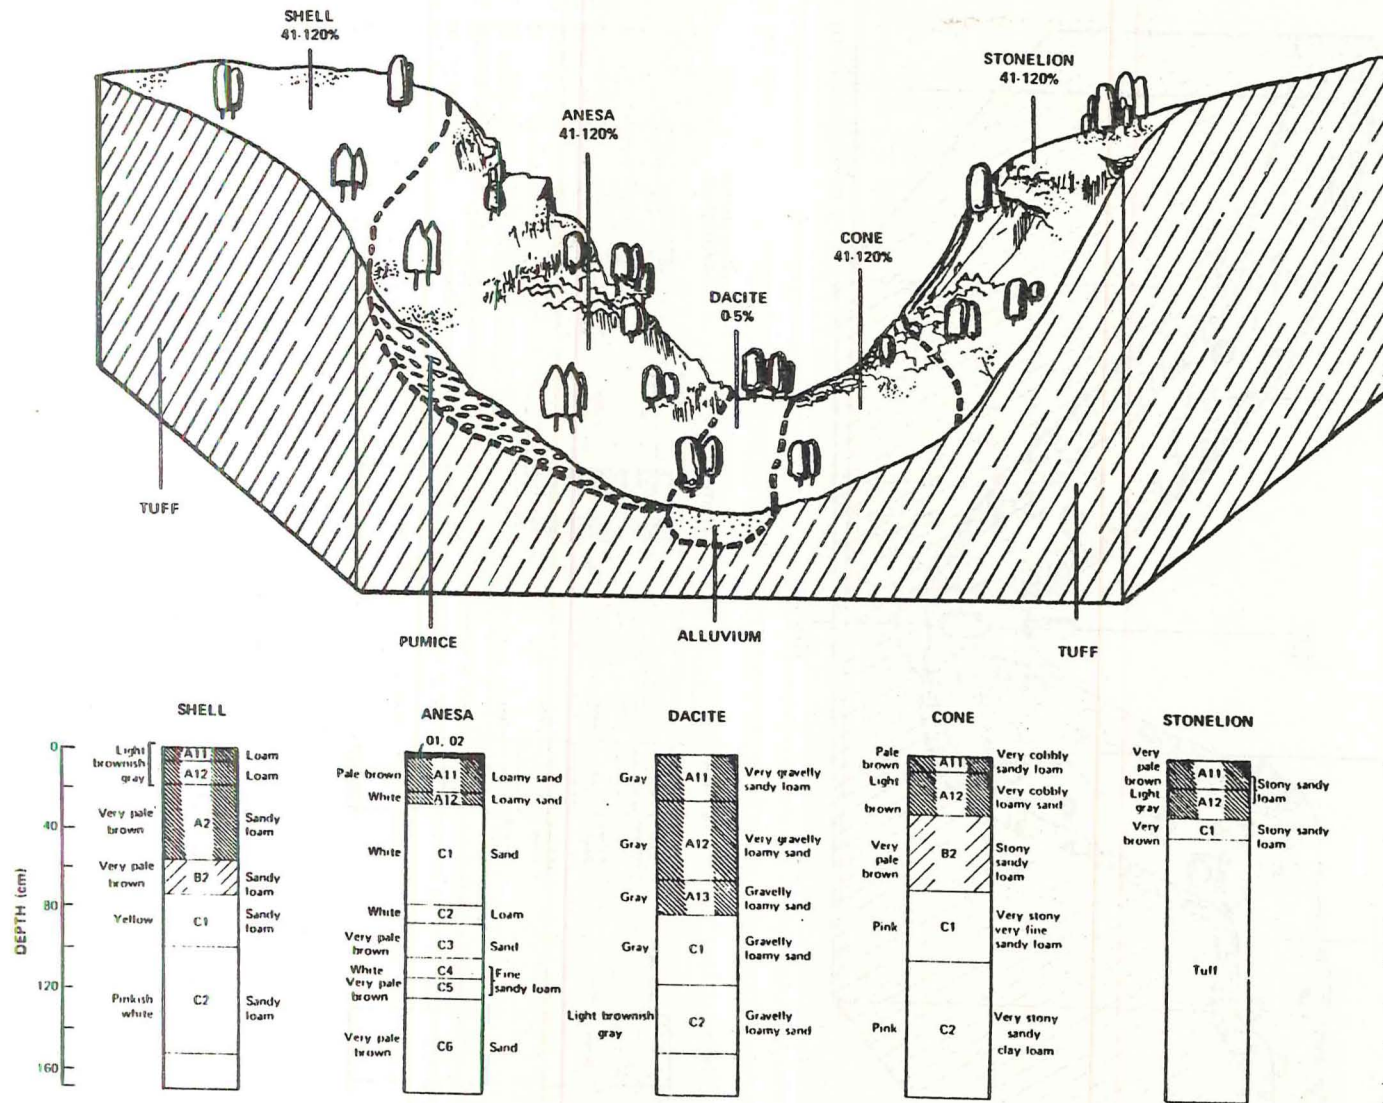 SHELL
41-120%
STONELION
41-120%
ANESA
41-120%
CONE
41-120%
DACITE
0-5%
TUFF
PUMICE
ALLUVIUM
TUFF
DEPTH (cm)
0
40
80
120
160
SHELL
Light
brownish
gray
A11
Loam
A12
Loam
Very pale
brown
A2
Sandy
loam
Very pale
brown
B2
Sandy
loam
Yellow
C1
Sandy
loam
Pinkish
white
C2
Sandy
loam
ANESA
01, 02
Pale brown
A11
Loamy sand
White
A12
Loamy sand
White
C1
Sand
White
C2
Loam
Very pale
brown
C3
Sand
White
C4
Fine
sandy loam
Very pale
brown
C5
Very pale
brown
C6
Sand
DACITE
Gray
A11
Very gravelly
sandy loam
Gray
A12
Very gravelly
loamy sand
Gray
A13
Gravelly
loamy sand
Gray
C1
Gravelly
loamy sand
Light brownish
gray
C2
Gravelly
loamy sand
CONE
Pale
brown
A11
Very cobbly
sandy loam
Light
brown
A12
Very cobbly
loamy sand
Very
pale
brown
B2
Stony
sandy
loam
Pink
C1
Very stony
very fine
sandy loam
Pink
C2
Very stony
sandy
clay loam
STONELION
Very
pale
brown
A11
Stony sandy
loam
Light
gray
A12
Very
brown
C1
Stony sandy
loam
Tuff